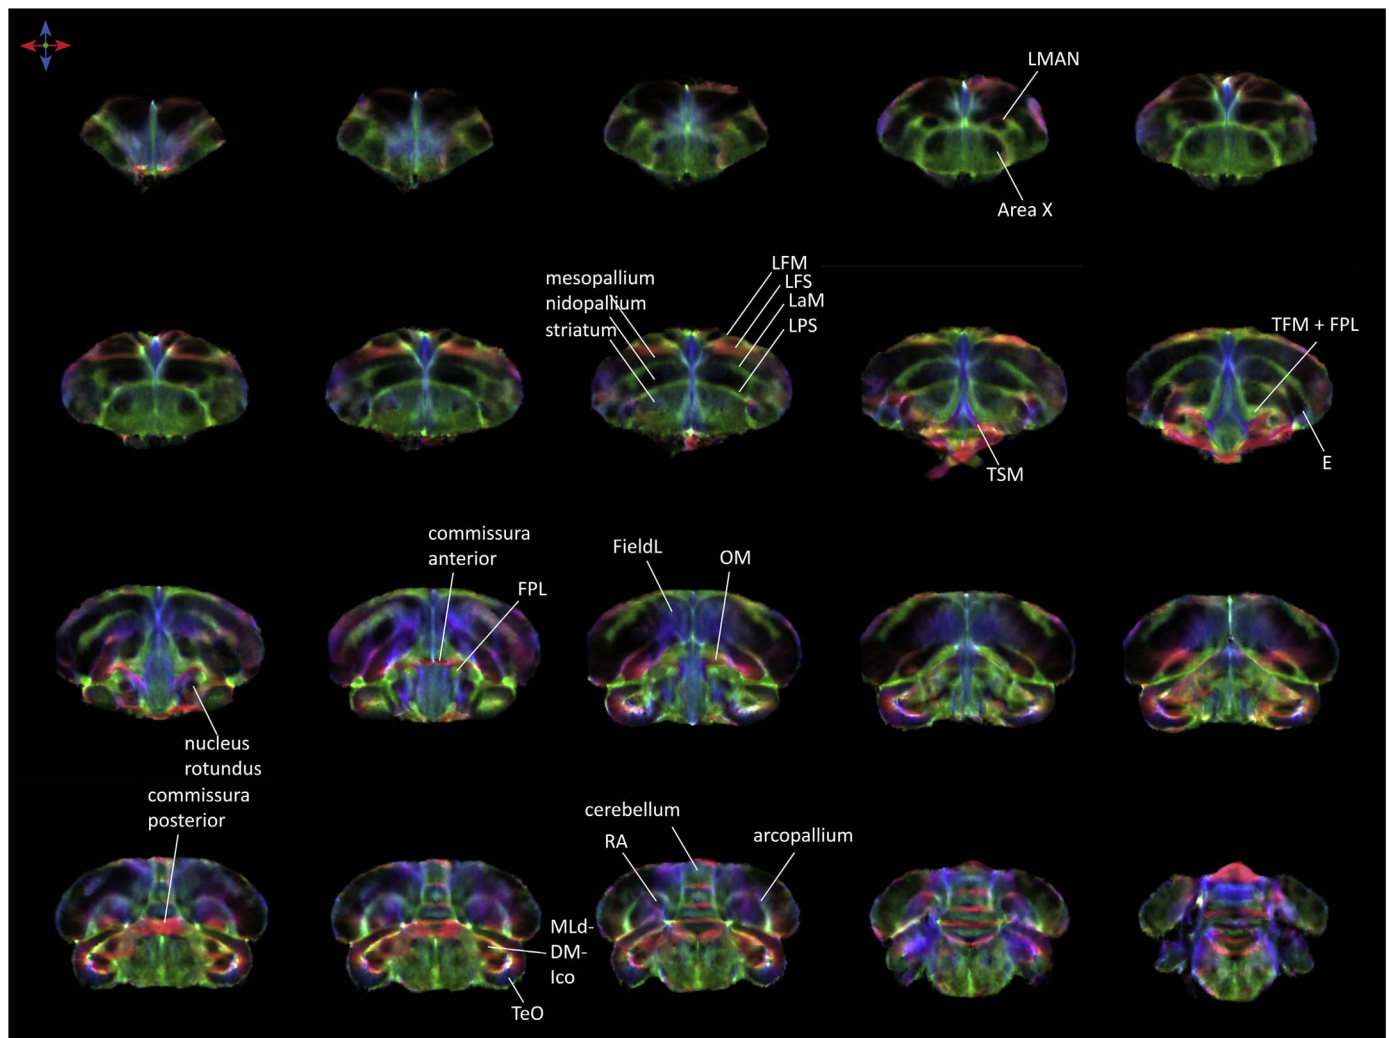 LMAN
Area X
mesopallium
nidopallium
striatum
LFM
LFS
LaM
LPS
TSM
TFM + FPL
E
commissura
anterior
FPL
FieldL
OM
nucleus
rotundus
commissura
posterior
MLd-
DM-
Ico
TeO
cerebellum
RA
arcopallium